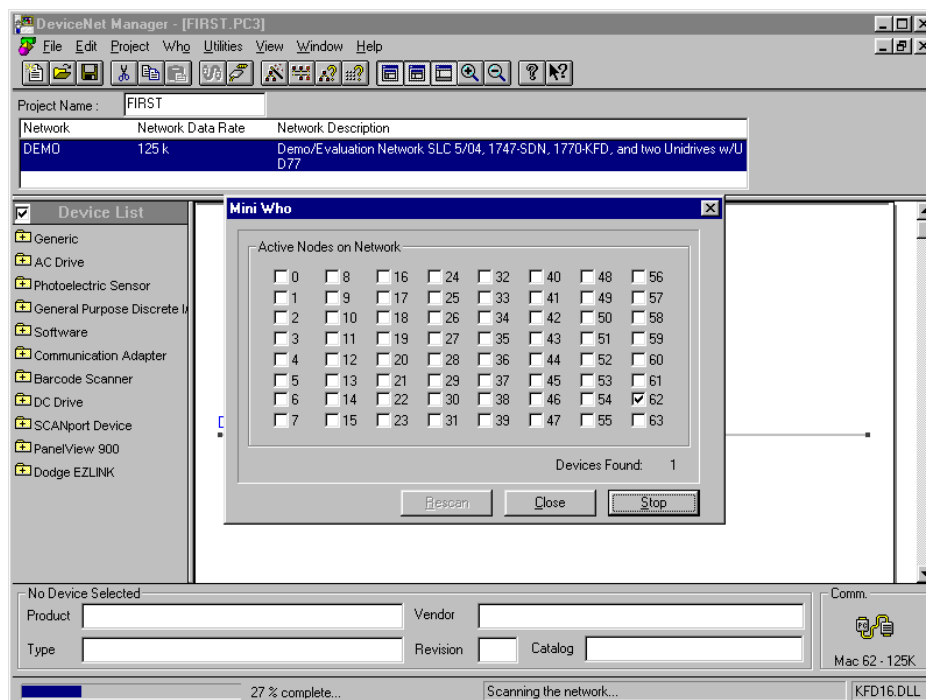 DeviceNet Manager - [FIRST.PC3]
File Edit Project Who Utilities View Window Help
Project Name : FIRST
Network Network Data Rate Network Description
DEMO 125 k Demo/Evaluation Network SLC 5/04, 1747-SDN, 1770-KFD, and two Unidrives w/U
D77
Device List
Generic
AC Drive
Photoelectric Sensor
General Purpose Discrete I/
Software
Communication Adapter
Barcode Scanner
DC Drive
SCANport Device
PanelView 900
Dodge EZLINK
Mini Who
Active Nodes on Network
0 8 16 24 32 40 48 56
1 9 17 25 33 41 49 57
2 10 18 26 34 42 50 58
3 11 19 27 35 43 51 59
4 12 20 28 36 44 52 60
5 13 21 29 37 45 53 61
6 14 22 30 38 46 54 62
7 15 23 31 39 47 55 63
Devices Found: 1
Rescan Close Stop
No Device Selected
Product Vendor
Type Revision Catalog
Comm.
Mac 62 - 125K
27 % complete... Scanning the network... KFD16.DLL